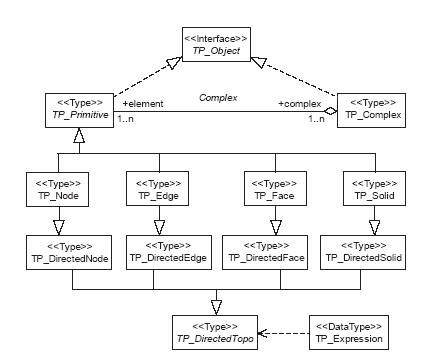 <<Interface>>
TP_Object
<<Type>>
TP_Primitive
+element
Complex
+complex
1..n
1..n
<<Type>>
TP_Complex
<<Type>>
TP_Node
<<Type>>
TP_Edge
<<Type>>
TP_Face
<<Type>>
TP_Solid
<<Type>>
TP_DirectedNode
<<Type>>
TP_DirectedEdge
<<Type>>
TP_DirectedFace
<<Type>>
TP_DirectedSolid
<<Type>>
TP_DirectedTopo
<<DataType>>
TP_Expression